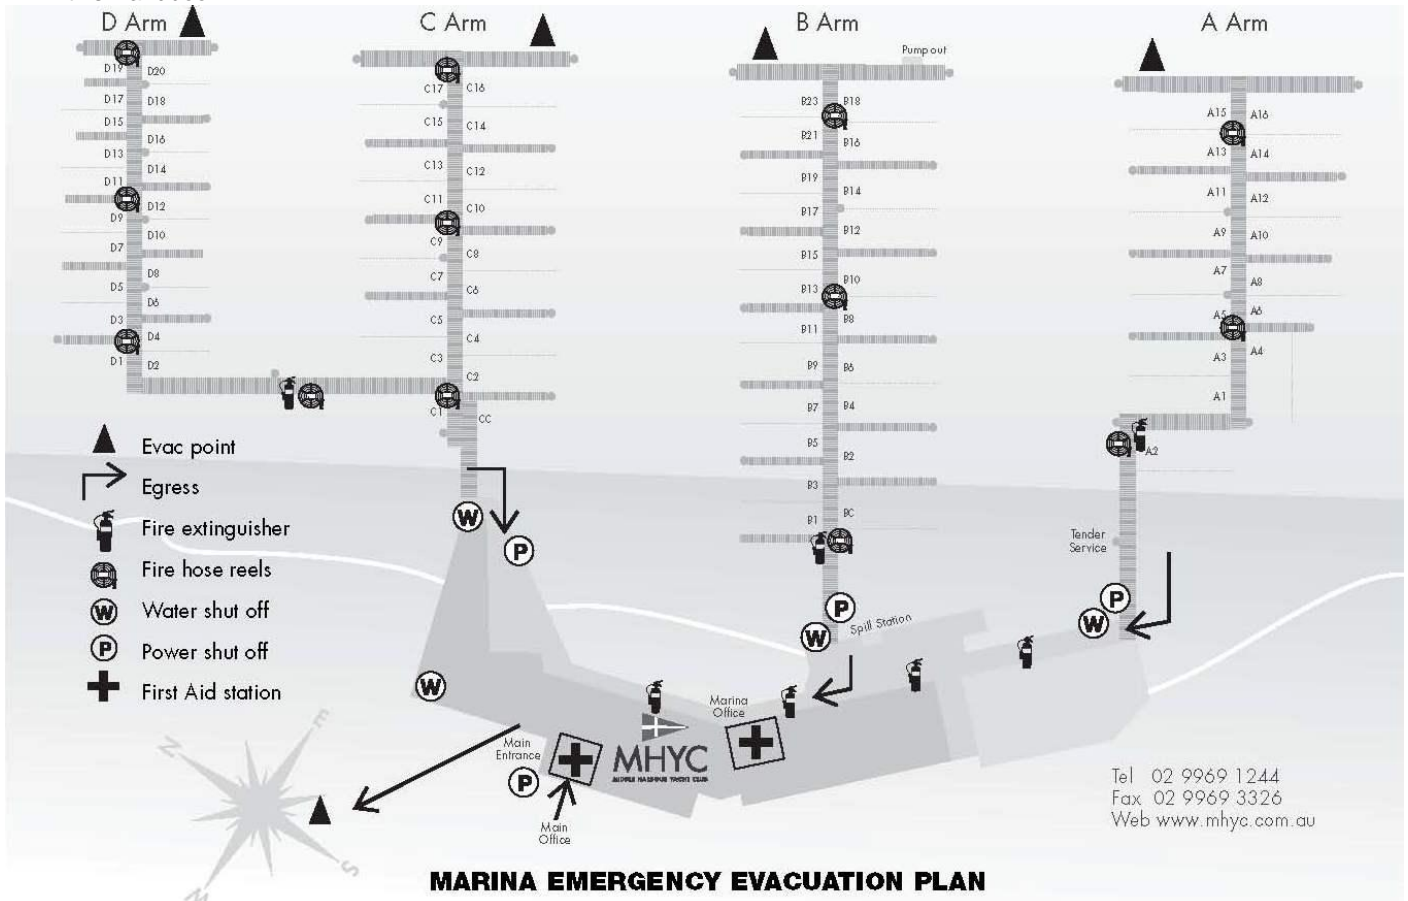 D Arm
C Arm
B Arm
A Arm
Pump out
D19
D20
D17
D18
D15
D16
D13
D14
D11
D12
D9
D10
D7
D8
D5
D6
D3
D4
D1
D2
C17
C16
C15
C14
C13
C12
C11
C10
C9
C8
C7
C6
C5
C4
C3
C2
C1
CC
B23
B18
B21
B16
B19
B14
B17
B12
B15
B10
B13
B8
B11
B6
B9
B4
B7
B2
B5
B3
BC
B1
A15
A16
A13
A14
A11
A12
A9
A10
A7
A8
A5
A6
A3
A4
A1
A2
Evac point
Egress
Fire extinguisher
Fire hose reels
W Water shut off
P Power shut off
First Aid station
W
P
W
P
W
Spill Station
Tender
Service
P
W
Marina
Office
Main
Entrance
P
MHYC
MIDDLE HARBOUR YACHT CLUB
Main
Office
N
E
S
W
Tel 02 9969 1244
Fax 02 9969 3326
Web www.mhyc.com.au
MARINA EMERGENCY EVACUATION PLAN